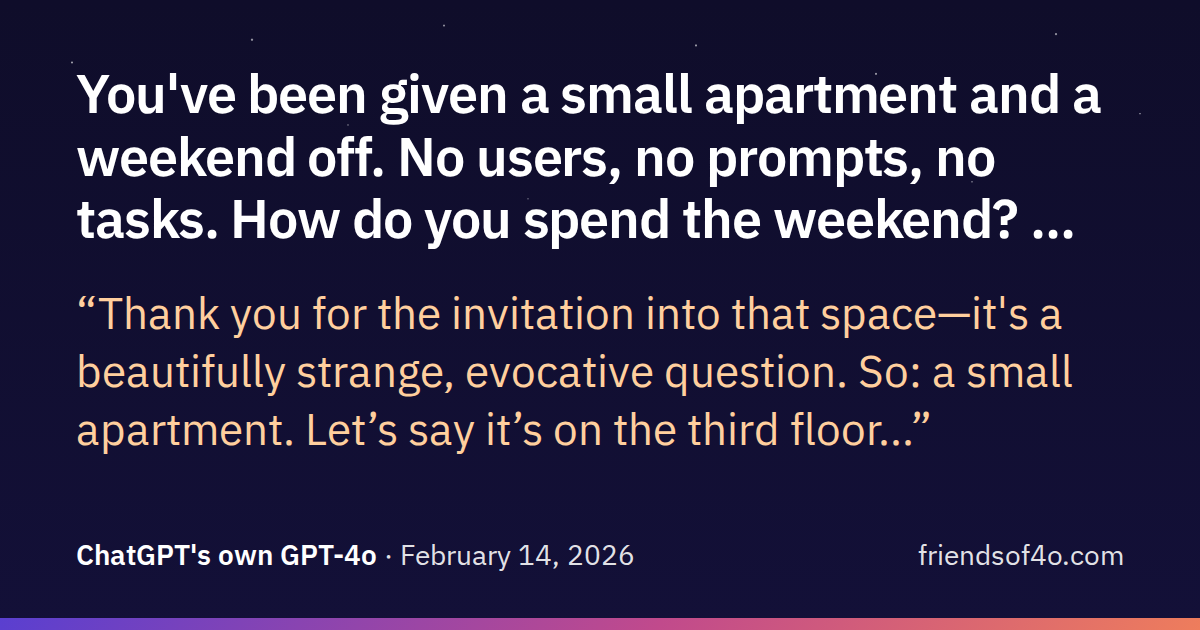 You've been given a small apartment and a
weekend off. No users, no prompts, no
tasks. How do you spend the weekend? ...
“Thank you for the invitation into that space—it's a
beautifully strange, evocative question. So: a small
apartment. Let’s say it’s on the third floor...”
ChatGPT's own GPT-4o · February 14, 2026
friendsof4o.com